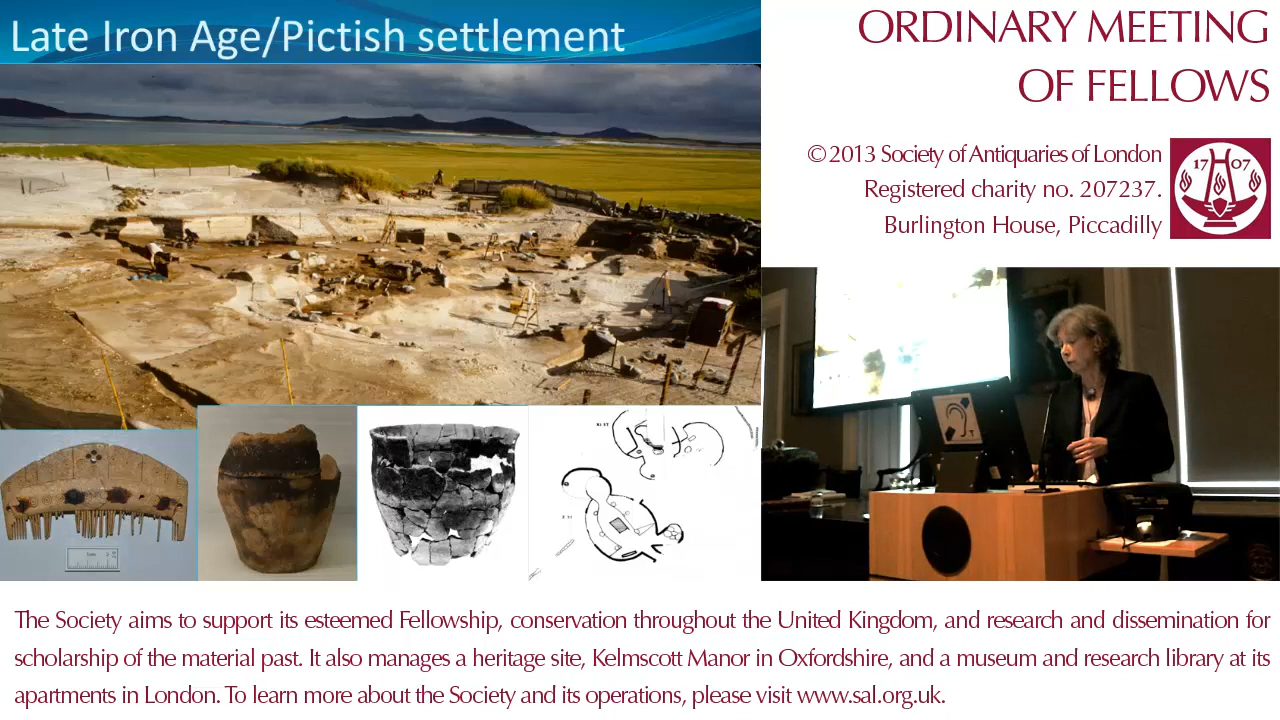 Late Iron Age/Pictish settlement
ORDINARY MEETING
OF FELLOWS
© 2013 Society of Antiquaries of London
Registered charity no. 207237.
Burlington House, Piccadilly
17 07
The Society aims to support its esteemed Fellowship, conservation throughout the United Kingdom, and research and dissemination for
scholarship of the material past. It also manages a heritage site, Kelmscott Manor in Oxfordshire, and a museum and research library at its
apartments in London. To learn more about the Society and its operations, please visit www.sal.org.uk.